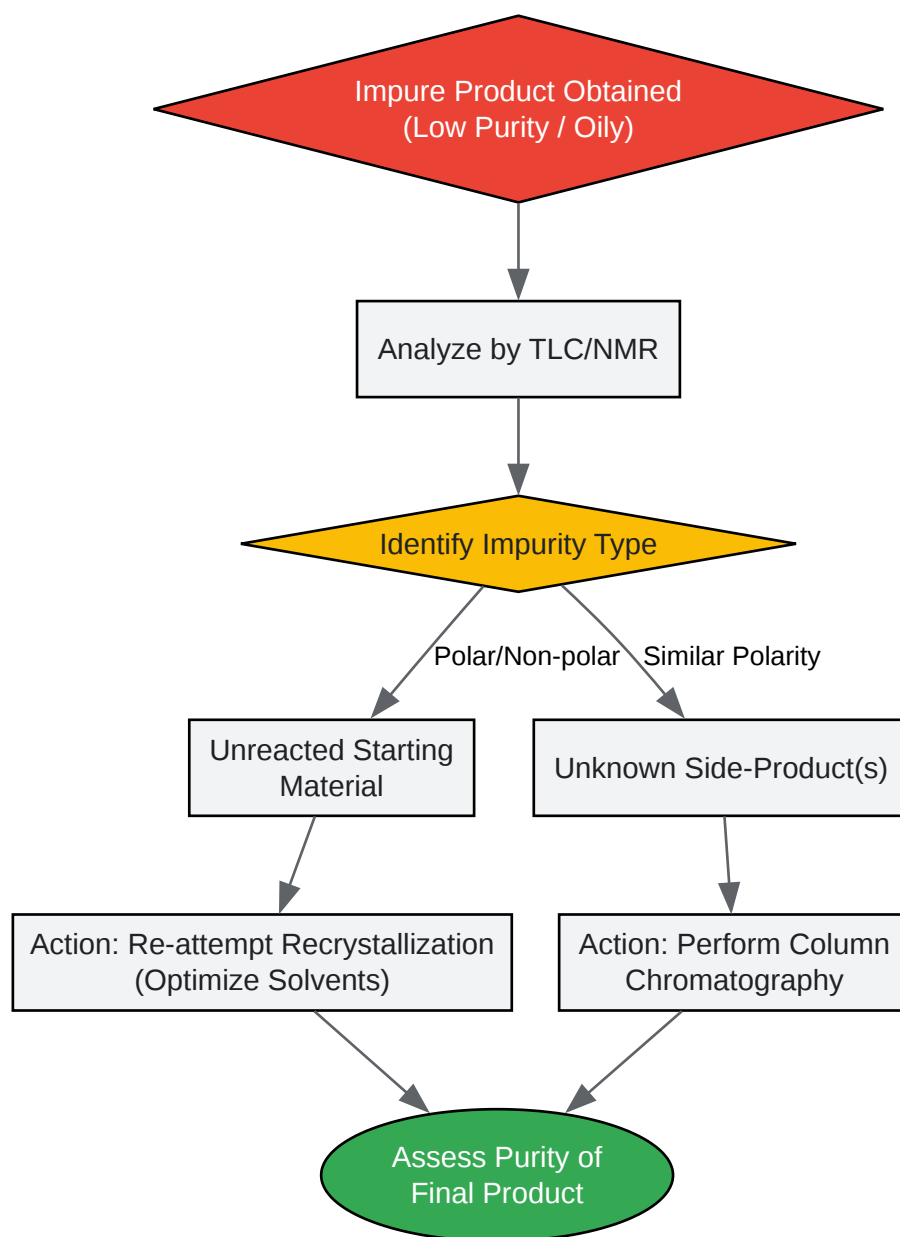 Impure Product Obtained
(Low Purity / Oily)
Analyze by TLC/NMR
Identify Impurity Type
Polar/Non-polar
Similar Polarity
Unreacted Starting
Material
Unknown Side-Product(s)
Action: Re-attempt Recrystallization
(Optimize Solvents)
Action: Perform Column
Chromatography
Assess Purity of
Final Product